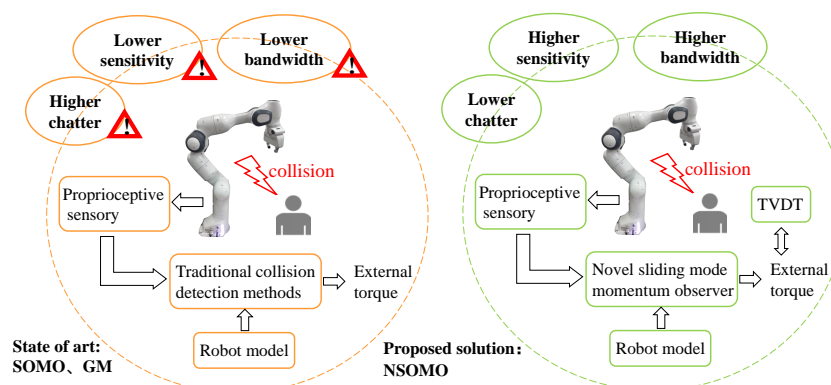 Lower
sensitivity
Lower
bandwidth
Higher
chatter
collision
Proprioceptive
sensory
Traditional collision
detection methods
External
torque
Robot model
State of art:
SOMO、GM
Higher
sensitivity
Higher
bandwidth
Lower
chatter
collision
Proprioceptive
sensory
TVDT
Novel sliding mode
momentum observer
External
torque
Robot model
Proposed solution：
NSOMO